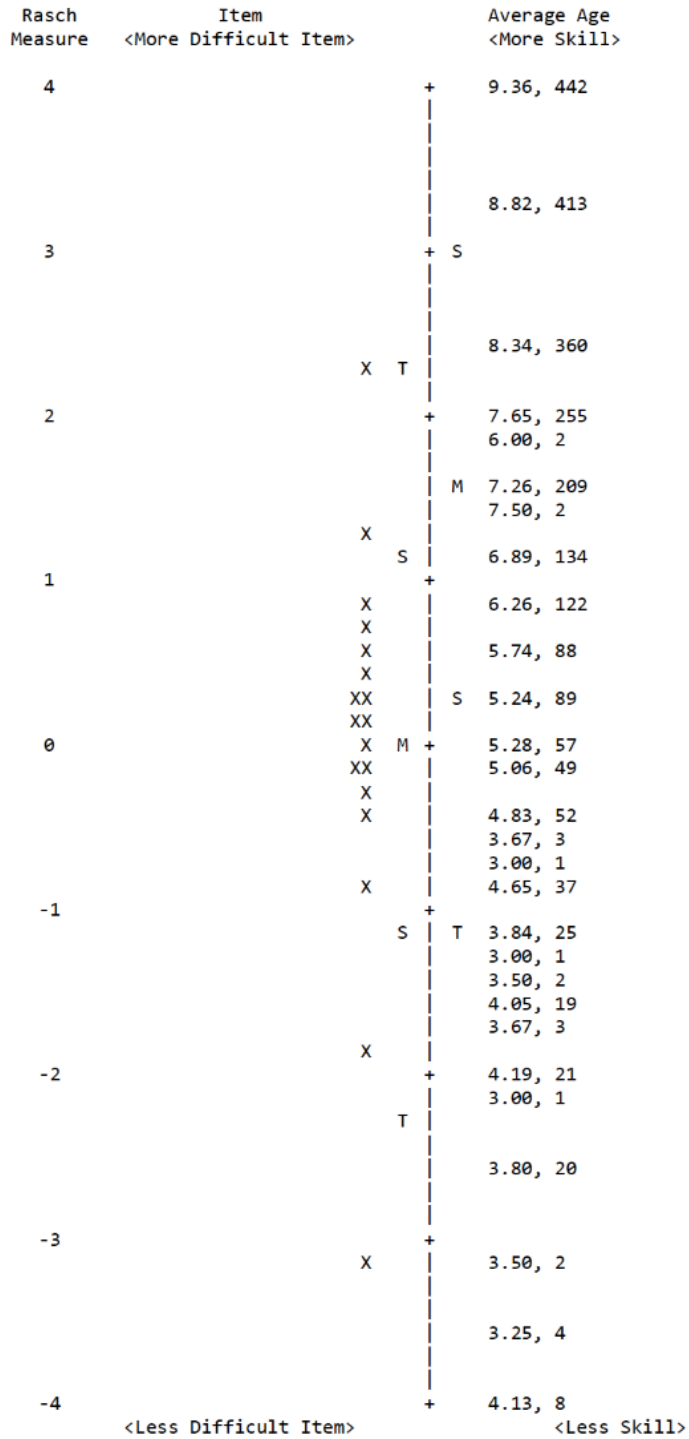 Rasch Item Average Age
Measure <More Difficult Item> <More Skill>
4 + 9.36, 442
|
|
|
|
| 8.82, 413
|
3 + S
|
|
|
| 8.34, 360
X T |
|
2 + 7.65, 255
| 6.00, 2
|
| M 7.26, 209
| 7.50, 2
X |
S | 6.89, 134
1 +
X | 6.26, 122
X |
X | 5.74, 88
X |
XX | S 5.24, 89
XX |
0 X M + 5.28, 57
XX | 5.06, 49
X |
X | 4.83, 52
| 3.67, 3
| 3.00, 1
X | 4.65, 37
-1 +
S | T 3.84, 25
| 3.00, 1
| 3.50, 2
| 4.05, 19
| 3.67, 3
X |
-2 + 4.19, 21
| 3.00, 1
T |
|
| 3.80, 20
|
|
-3 +
X | 3.50, 2
|
|
| 3.25, 4
|
|
-4 + 4.13, 8
<Less Difficult Item> <Less Skill>